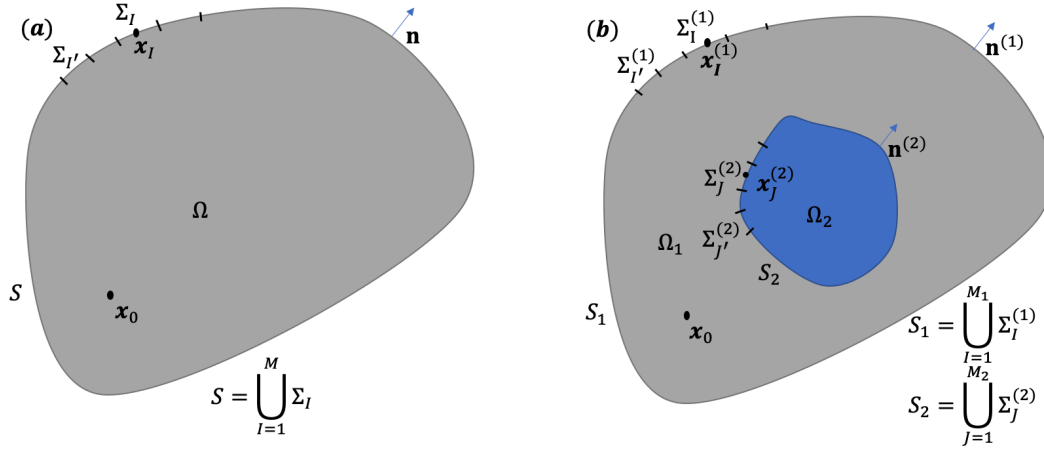 (a)
Σ_I
x_I
Σ_{I'}
n
Ω
S
x_0
S = ⋃_{I=1}^{M} Σ_I
(b)
Σ_I^{(1)}
x_I^{(1)}
Σ_{I'}^{(1)}
n^{(1)}
n^{(2)}
Σ_J^{(2)}
x_J^{(2)}
Ω_2
Σ_{J'}^{(2)}
Ω_1
S_2
S_1
x_0
S_1 = ⋃_{I=1}^{M_1} Σ_I^{(1)}
S_2 = ⋃_{J=1}^{M_2} Σ_J^{(2)}